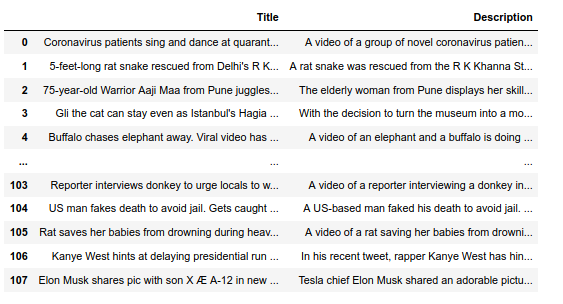 Title Description
0 Coronavirus patients sing and dance at quarant... A video of a group of novel coronavirus patien...
1 5-feet-long rat snake rescued from Delhi's R K... A rat snake was rescued from the R K Khanna St...
2 75-year-old Warrior Aaji Maa from Pune juggles... The elderly woman from Pune displays her skill...
3 Gli the cat can stay even as Istanbul's Hagia ... With the decision to turn the museum into a mo...
4 Buffalo chases elephant away. Viral video has ... A video of an elephant and a buffalo is doing ...
... ... ...
103 Reporter interviews donkey to urge locals to w... A video of a reporter interviewing a donkey in...
104 US man fakes death to avoid jail. Gets caught ... A US-based man faked his death to avoid jail. ...
105 Rat saves her babies from drowning during heav... A video of a rat saving her babies from drowni...
106 Kanye West hints at delaying presidential run ... In his recent tweet, rapper Kanye West has hin...
107 Elon Musk shares pic with son X Æ A-12 in new ... Tesla chief Elon Musk shared an adorable pictu...